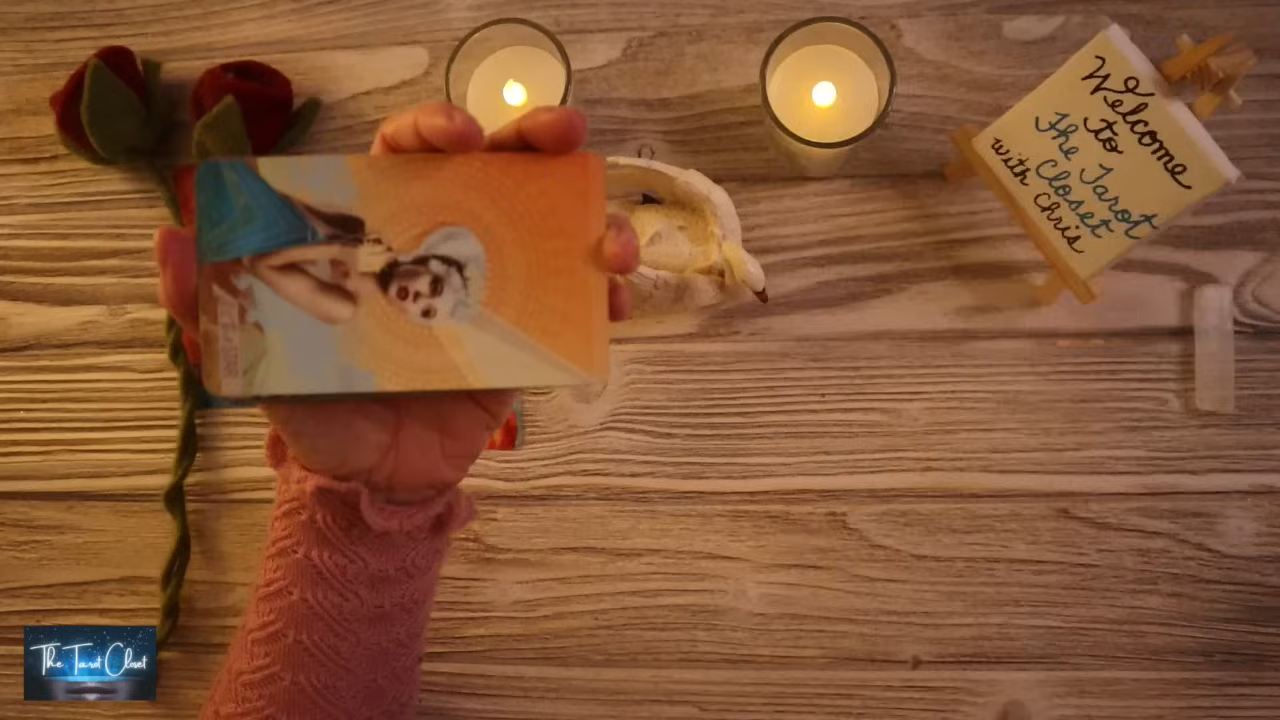 Welcome
to
The Tarot
Closet
with Chris
The Tarot Closet